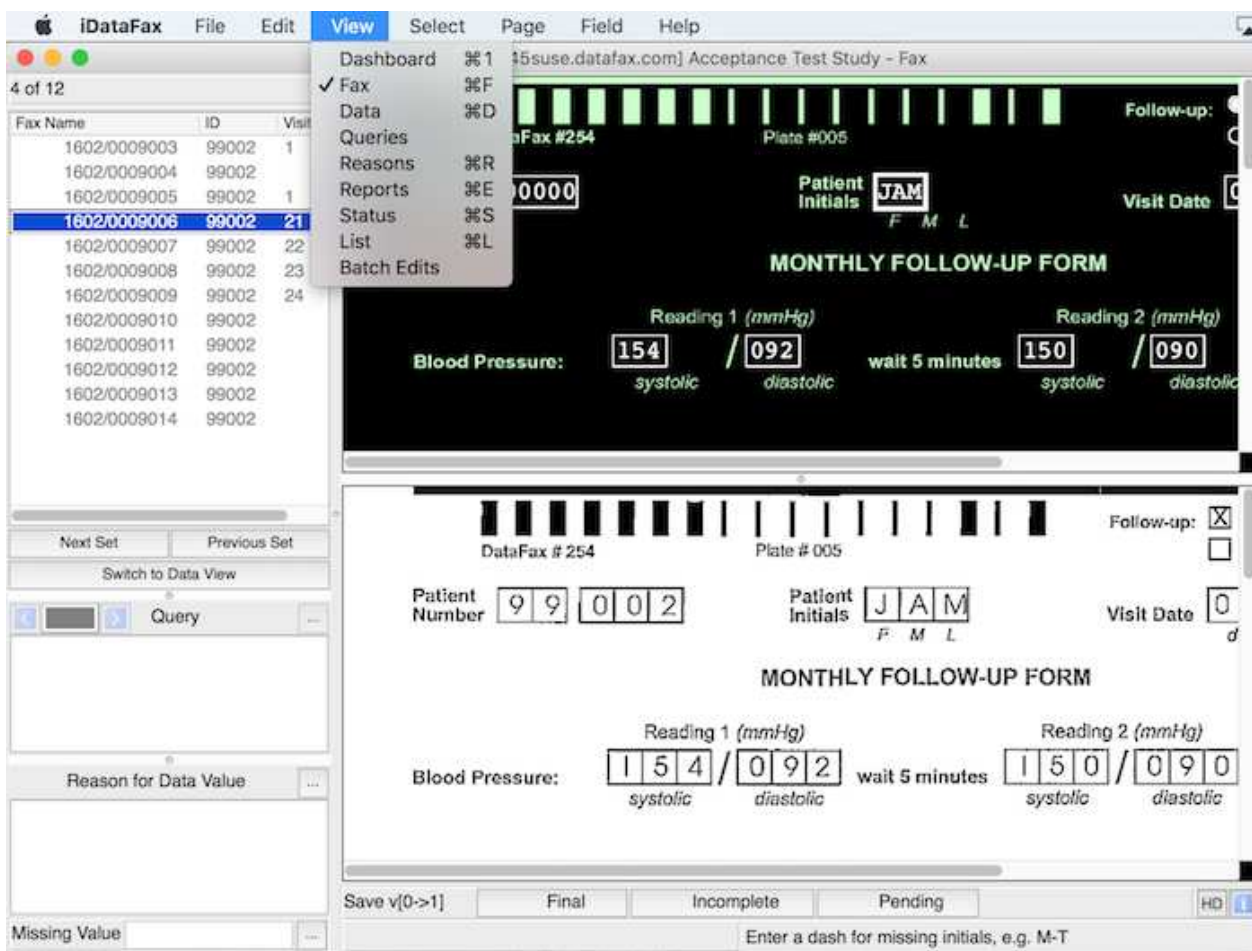 iDataFax File Edit View Select Page Field Help
45suse.datafax.com] Acceptance Test Study - Fax
4 of 12
Fax Name ID Visit
1602/0009003 99002 1
1602/0009004 99002
1602/0009005 99002 1
1602/0009006 99002 21
1602/0009007 99002 22
1602/0009008 99002 23
1602/0009009 99002 24
1602/0009010 99002
1602/0009011 99002
1602/0009012 99002
1602/0009013 99002
1602/0009014 99002
Next Set Previous Set
Switch to Data View
Query ...
Reason for Data Value ...
Missing Value ...
Dashboard ⌘1
✓ Fax ⌘F
Data ⌘D
Queries
Reasons ⌘R
Reports ⌘E
Status ⌘S
List ⌘L
Batch Edits
aFax #254 Plate #005 Follow-up:
00000 Patient Initials JAM Visit Date 0
F M L
MONTHLY FOLLOW-UP FORM
Reading 1 (mmHg) Reading 2 (mmHg)
Blood Pressure: 154 / 092 wait 5 minutes 150 / 090
systolic diastolic systolic diastolic
Follow-up: X
DataFax # 254 Plate # 005
Patient Number 99 002 Patient Initials JAM Visit Date 0
F M L d
MONTHLY FOLLOW-UP FORM
Reading 1 (mmHg) Reading 2 (mmHg)
Blood Pressure: 154 / 092 wait 5 minutes 150 / 090
systolic diastolic systolic diastolic
Save v[0->1] Final Incomplete Pending HD i
Enter a dash for missing initials, e.g. M-T